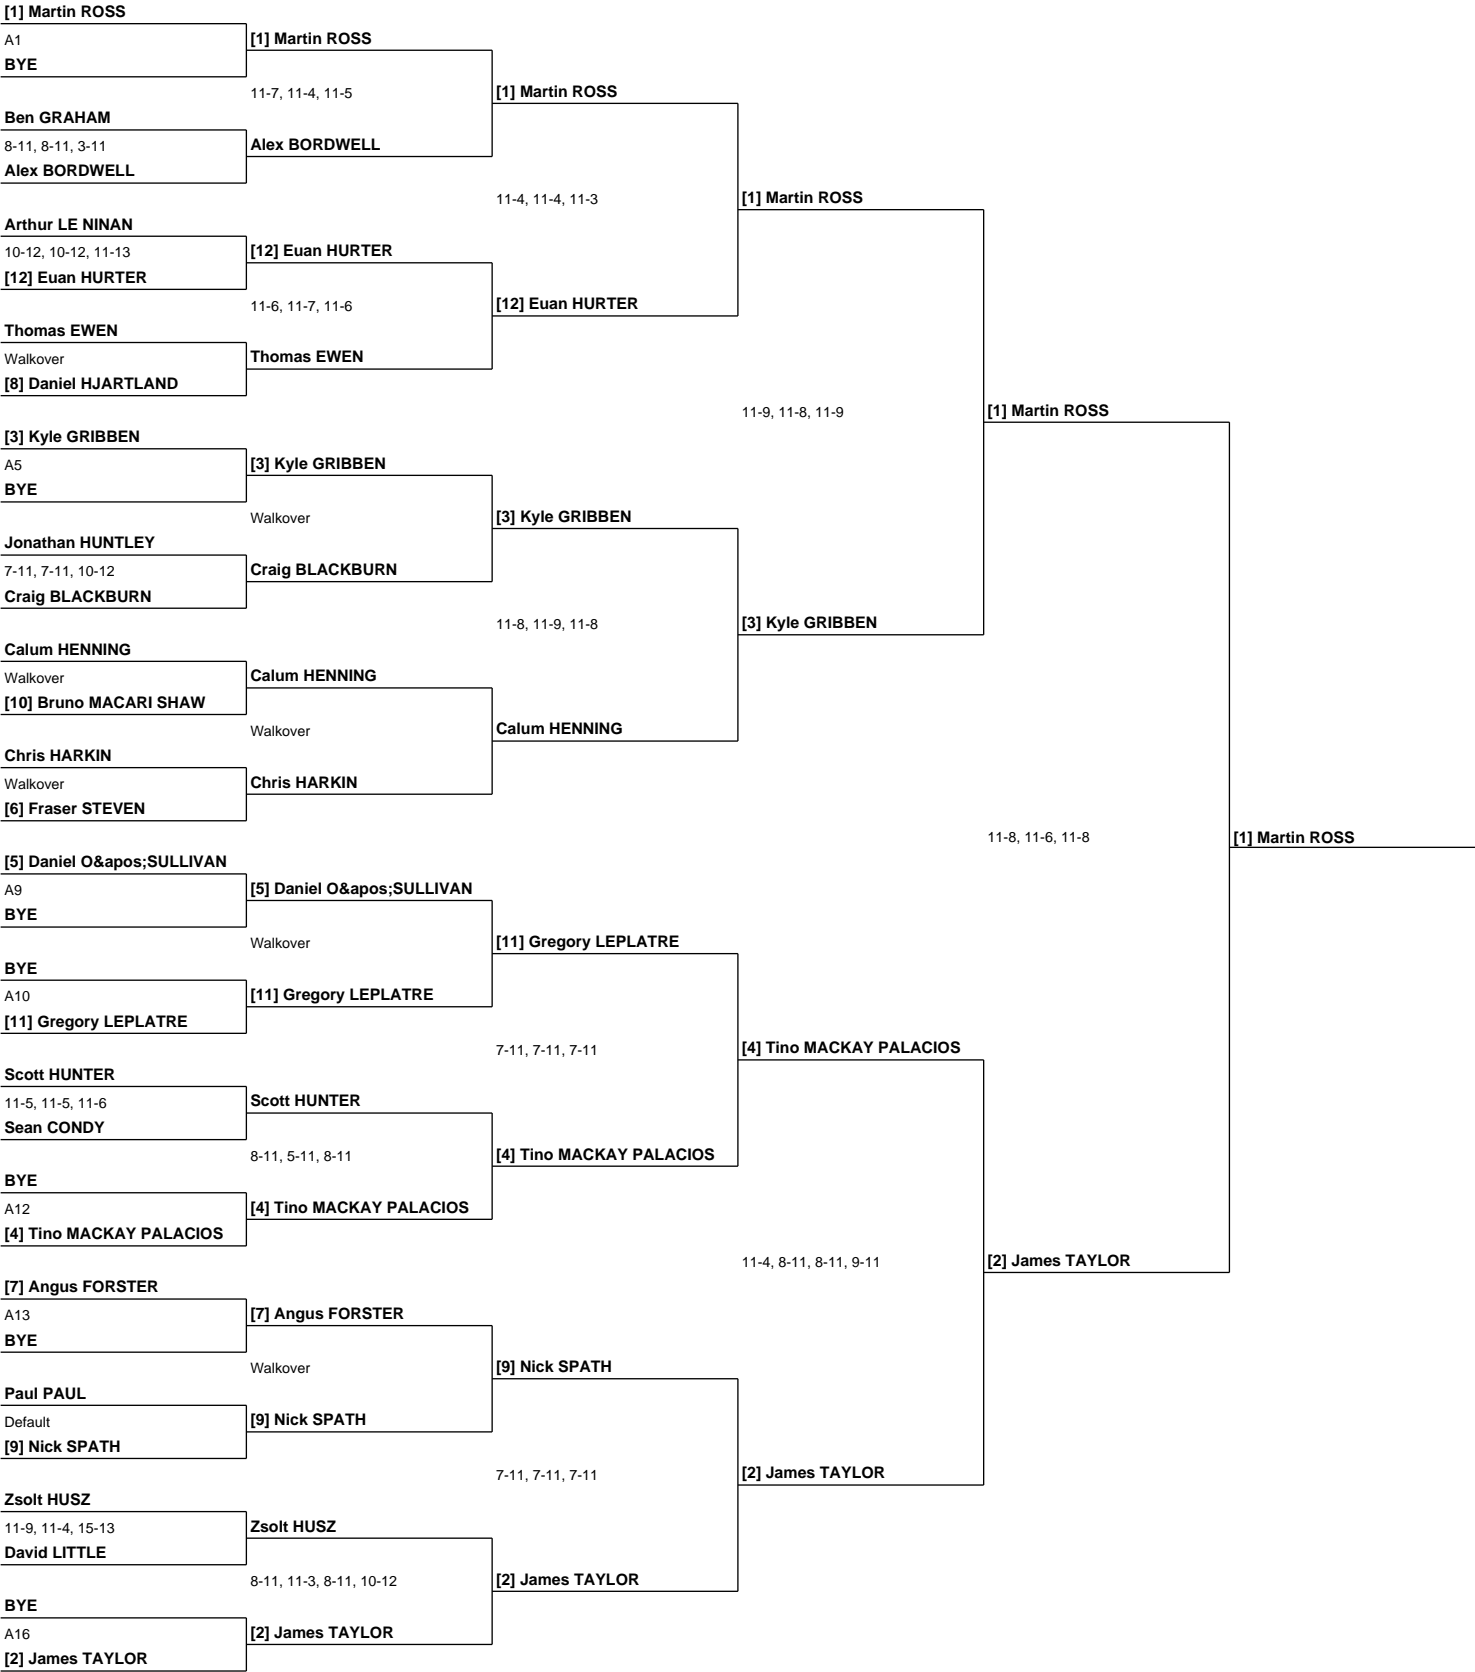 [1] Martin ROSS
A1
[1] Martin ROSS
BYE
11-7, 11-4, 11-5
[1] Martin ROSS
Ben GRAHAM
8-11, 8-11, 3-11
Alex BORDWELL
Alex BORDWELL
11-4, 11-4, 11-3
[1] Martin ROSS
Arthur LE NINAN
10-12, 10-12, 11-13
[12] Euan HURTER
[12] Euan HURTER
11-6, 11-7, 11-6
[12] Euan HURTER
Thomas EWEN
Walkover
Thomas EWEN
[8] Daniel HJARTLAND
11-9, 11-8, 11-9
[1] Martin ROSS
[3] Kyle GRIBBEN
A5
[3] Kyle GRIBBEN
BYE
Walkover
[3] Kyle GRIBBEN
Jonathan HUNTLEY
7-11, 7-11, 10-12
Craig BLACKBURN
Craig BLACKBURN
11-8, 11-9, 11-8
[3] Kyle GRIBBEN
Calum HENNING
Walkover
Calum HENNING
[10] Bruno MACARI SHAW
Walkover
Calum HENNING
Chris HARKIN
Walkover
Chris HARKIN
[6] Fraser STEVEN
11-8, 11-6, 11-8
[1] Martin ROSS
[5] Daniel O&apos;SULLIVAN
A9
[5] Daniel O&apos;SULLIVAN
BYE
Walkover
[11] Gregory LEPLATRE
BYE
A10
[11] Gregory LEPLATRE
[11] Gregory LEPLATRE
7-11, 7-11, 7-11
[4] Tino MACKAY PALACIOS
Scott HUNTER
11-5, 11-5, 11-6
Scott HUNTER
Sean CONDY
8-11, 5-11, 8-11
[4] Tino MACKAY PALACIOS
BYE
A12
[4] Tino MACKAY PALACIOS
[4] Tino MACKAY PALACIOS
11-4, 8-11, 8-11, 9-11
[2] James TAYLOR
[7] Angus FORSTER
A13
[7] Angus FORSTER
BYE
Walkover
[9] Nick SPATH
Paul PAUL
Default
[9] Nick SPATH
[9] Nick SPATH
7-11, 7-11, 7-11
[2] James TAYLOR
Zsolt HUSZ
11-9, 11-4, 15-13
Zsolt HUSZ
David LITTLE
8-11, 11-3, 8-11, 10-12
[2] James TAYLOR
BYE
A16
[2] James TAYLOR
[2] James TAYLOR